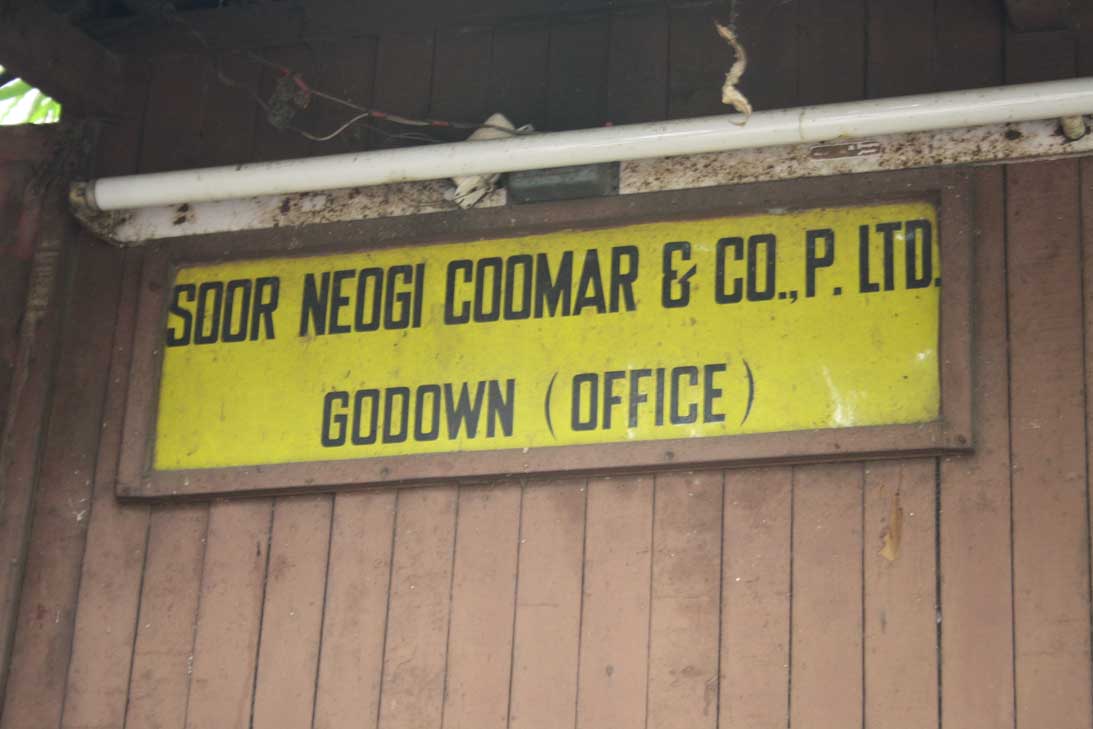 SOOR NEOGI COOMAR & CO., P. LTD.
GODOWN (OFFICE)